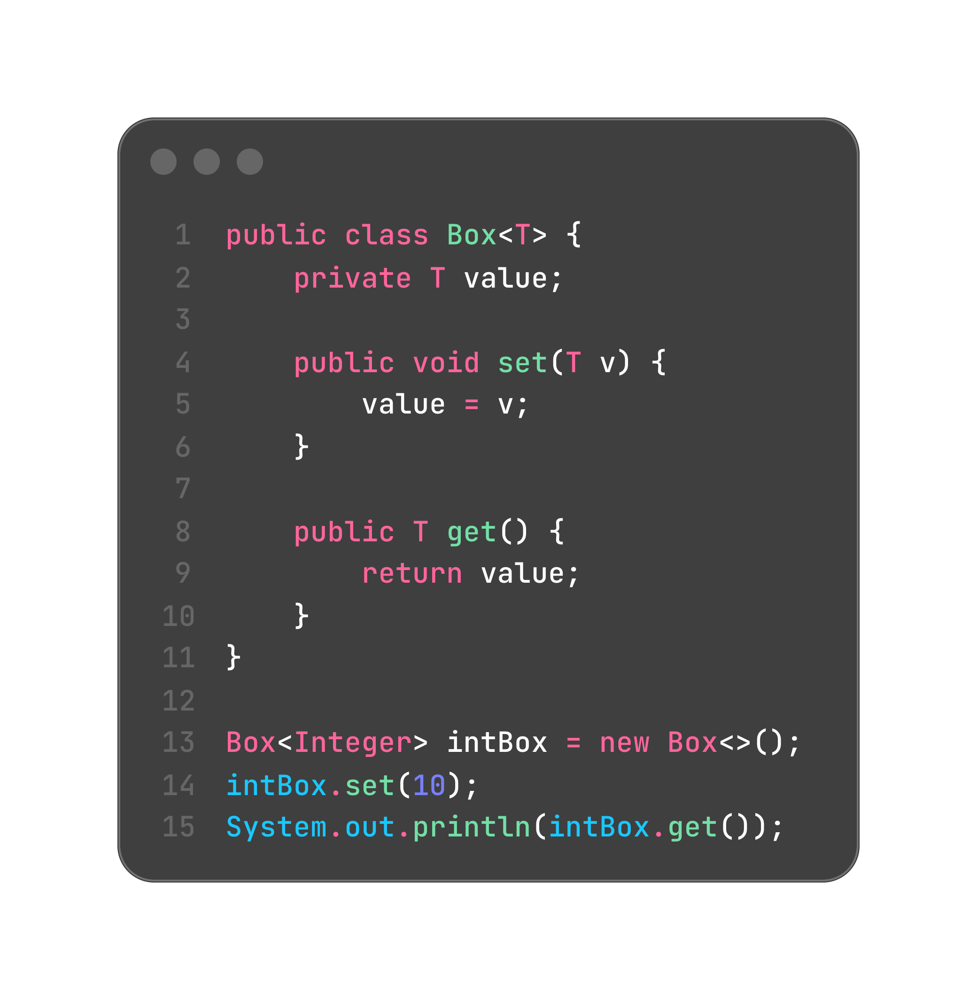 1 public class Box<T> {
2     private T value;
3
4     public void set(T v) {
5         value = v;
6     }
7
8     public T get() {
9         return value;
10     }
11 }
12
13 Box<Integer> intBox = new Box<>();
14 intBox.set(10);
15 System.out.println(intBox.get());